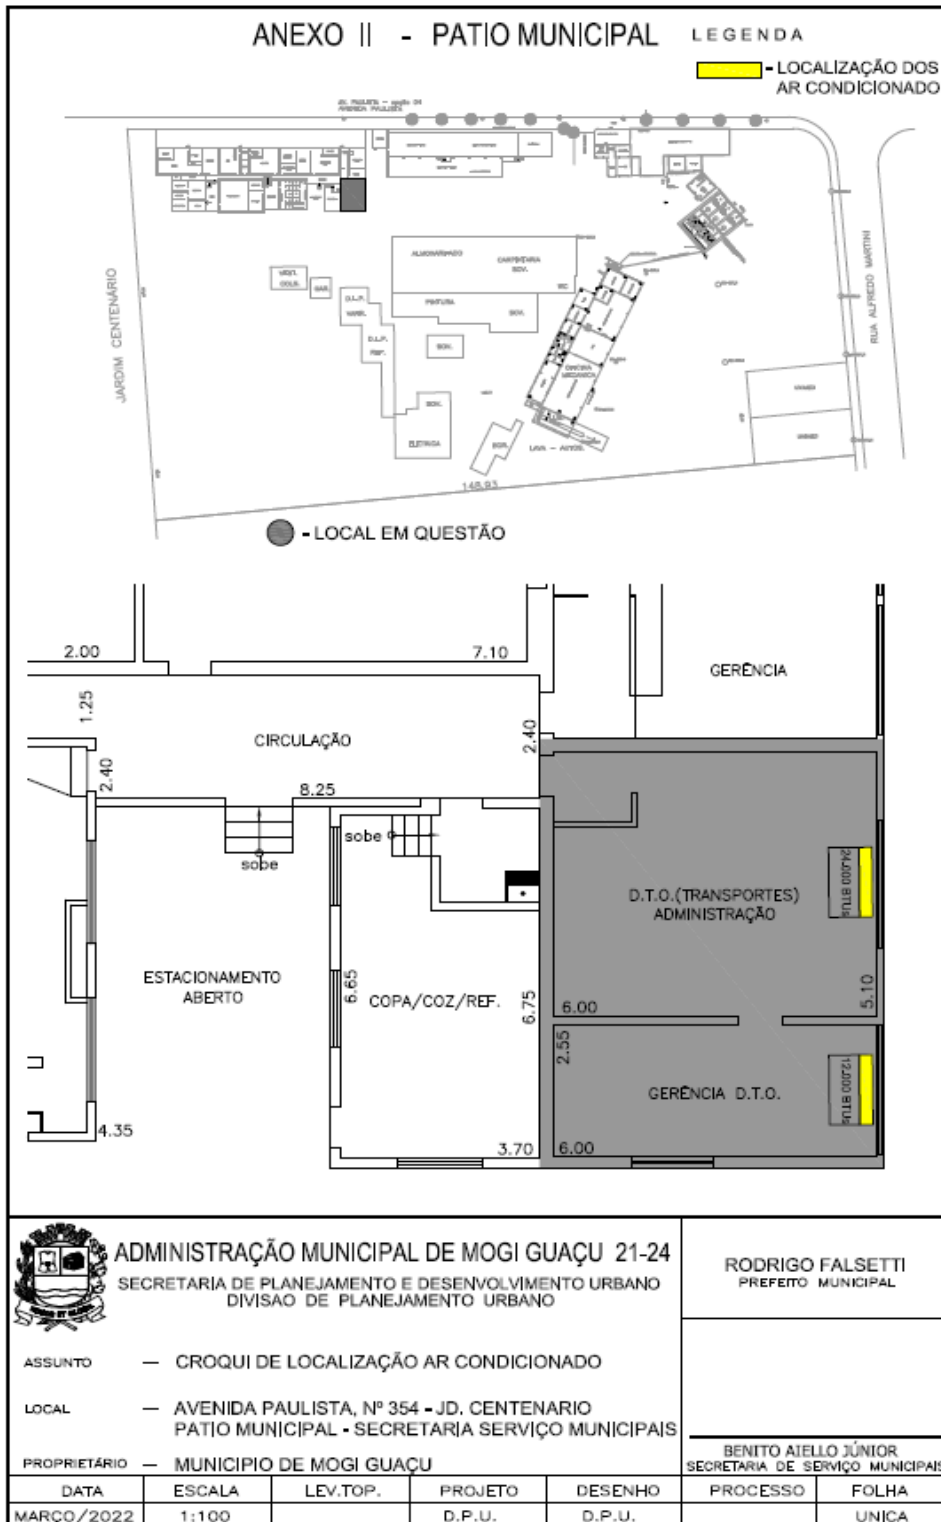 ANEXO II - PATIO MUNICIPAL
LEGENDA
- LOCALIZAÇÃO DOS
AR CONDICIONADO
AVENIDA PAULISTA
JARDIM CENTENÁRIO
RUA ALFREDO MARTINI
ALMOXARIFADO
CARPINTARIA
PINTURA
D.L.P.
D.L.P.
REF.
ELETRICA
OFICINA
MECANICA
LAVA - AUTOS.
148.93
- LOCAL EM QUESTÃO
2.00
7.10
GERÊNCIA
1.25
CIRCULAÇÃO
2.40
2.40
8.25
sobe
sobe
24.000 BTUs
D.T.O.(TRANSPORTES)
ADMINISTRAÇÃO
ESTACIONAMENTO
ABERTO
6.65
COPA/COZ/REF.
6.75
6.00
5.10
2.55
12.000 BTUs
GERÊNCIA D.T.O.
4.35
3.70
6.00
ADMINISTRAÇÃO MUNICIPAL DE MOGI GUAÇU 21-24
SECRETARIA DE PLANEJAMENTO E DESENVOLVIMENTO URBANO
DIVISAO DE PLANEJAMENTO URBANO
RODRIGO FALSETTI
PREFEITO MUNICIPAL
ASSUNTO — CROQUI DE LOCALIZAÇÃO AR CONDICIONADO
LOCAL — AVENIDA PAULISTA, Nº 354 - JD. CENTENARIO
PATIO MUNICIPAL - SECRETARIA SERVIÇO MUNICIPAIS
PROPRIETÁRIO — MUNICIPIO DE MOGI GUAÇU
BENITO AIELLO JÚNIOR
SECRETARIA DE SERVIÇO MUNICIPAIS
DATA ESCALA LEV.TOP. PROJETO DESENHO PROCESSO FOLHA
MARÇO/2022 1:100 D.P.U. D.P.U. UNICA